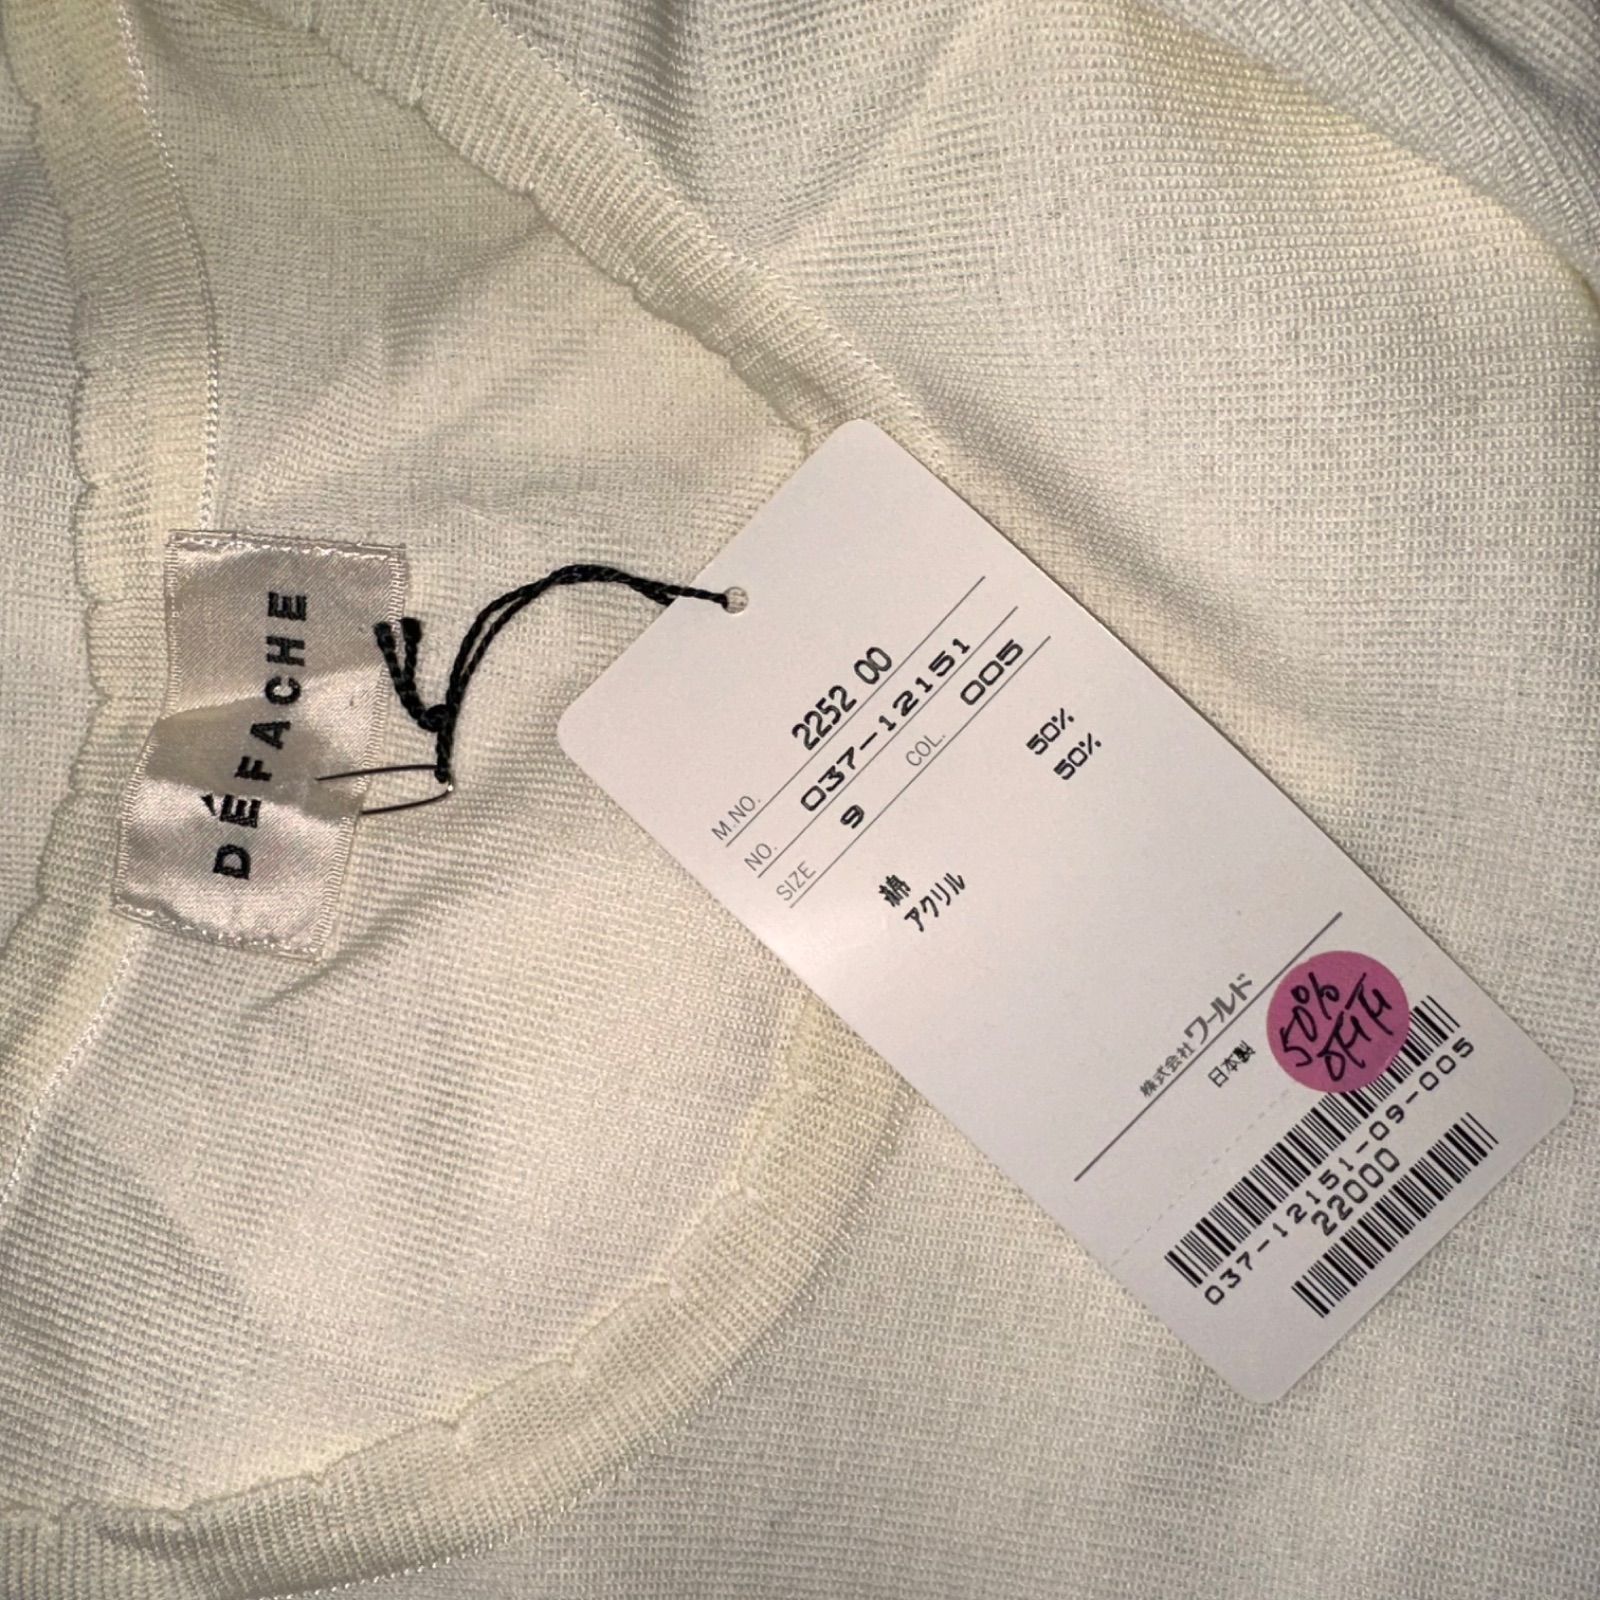 DÉFACHE
M.NO. 2252 00
NO. 037-12151
SIZE 9 COL. 005
綿 50%
アクリル 50%
株式会社ワールド
日本製
50%
037-12151-09-005
22000